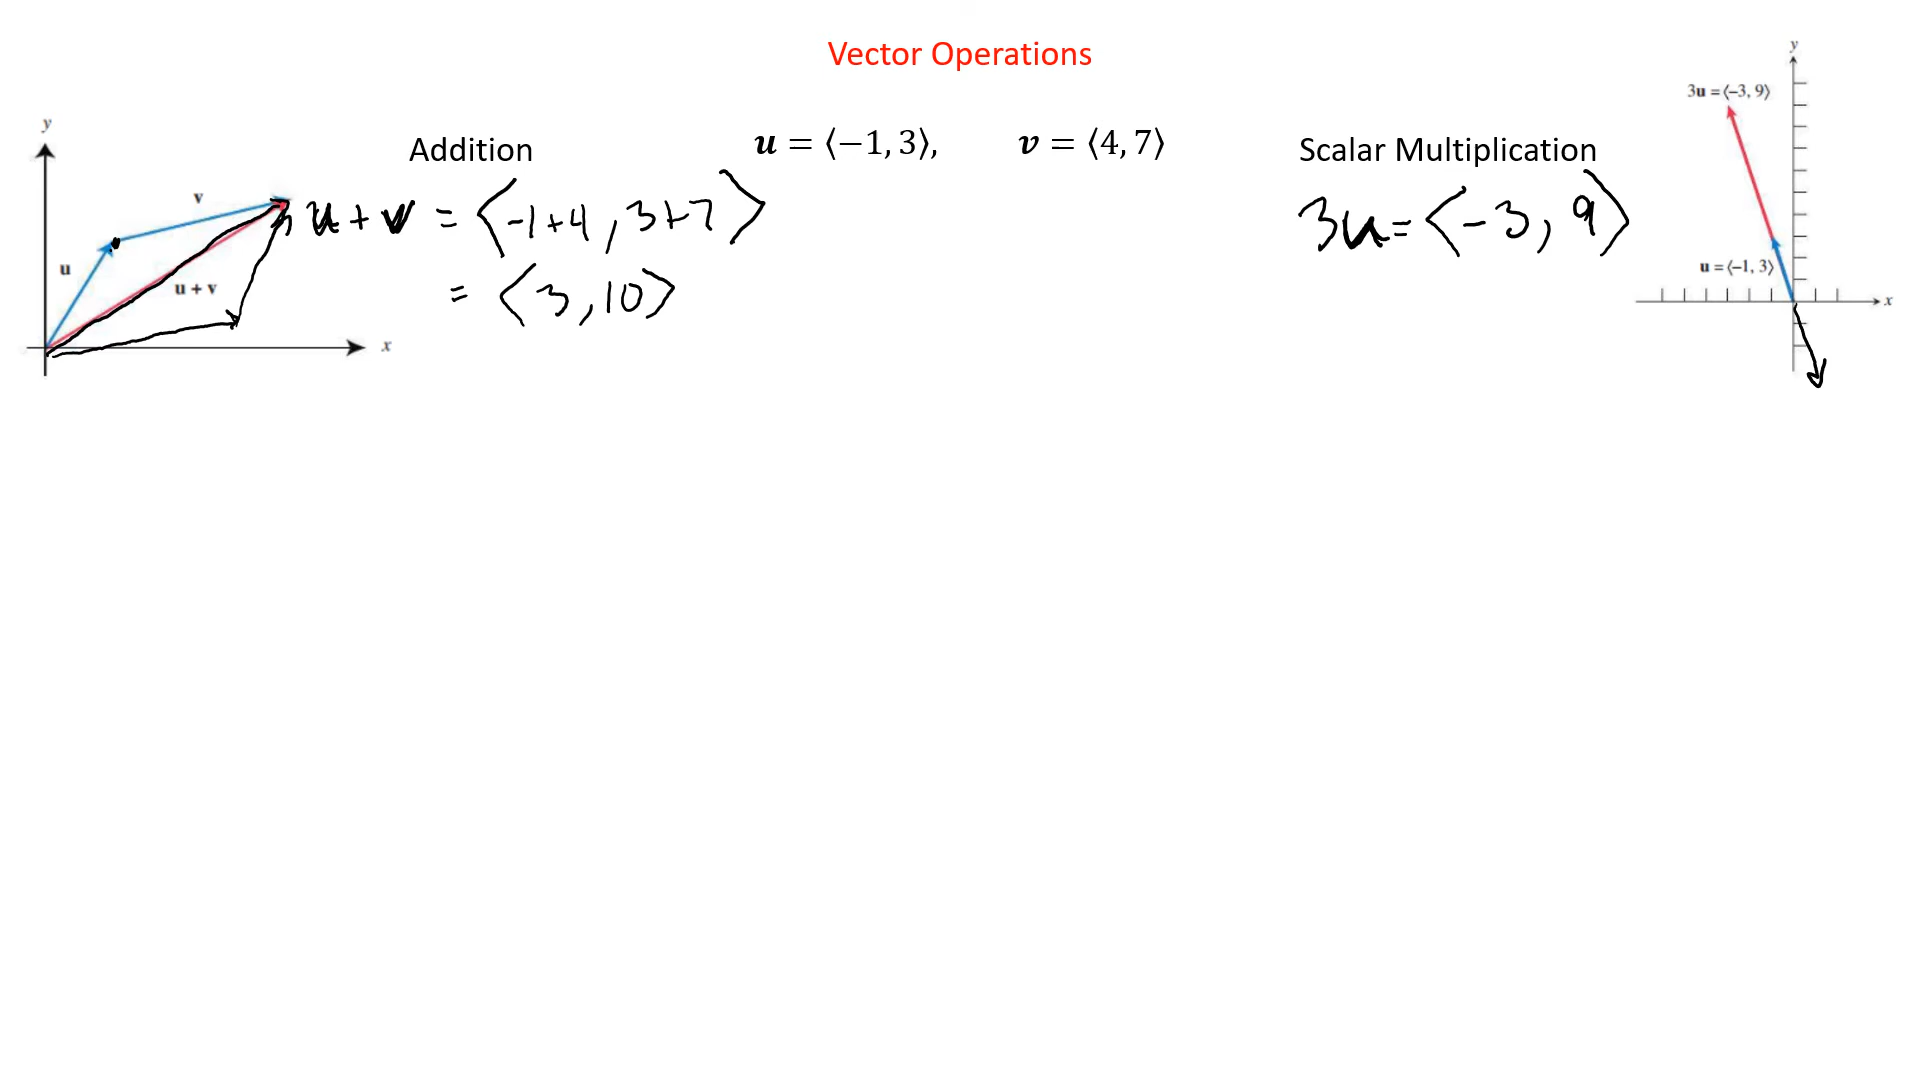 Vector Operations
Addition
𝒖 = ⟨−1, 3⟩, 𝒗 = ⟨4, 7⟩
Scalar Multiplication
y
v
u
u + v
x
u + v = ⟨-1+4, 3+7⟩
= ⟨3, 10⟩
3u = ⟨-3, 9⟩
y
3u = ⟨−3, 9⟩
u = ⟨−1, 3⟩
x